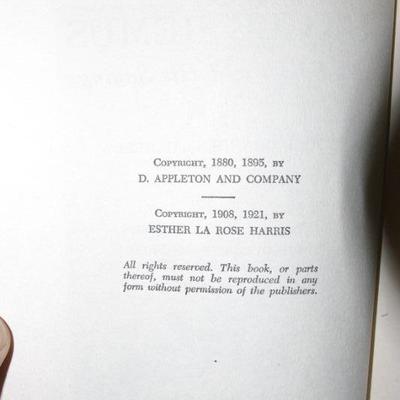 COPYRIGHT, 1880, 1895, BY
D. APPLETON AND COMPANY
COPYRIGHT, 1908, 1921, BY
ESTHER LA ROSE HARRIS
All rights reserved. This book, or parts
thereof, must not be reproduced in any
form without permission of the publishers.